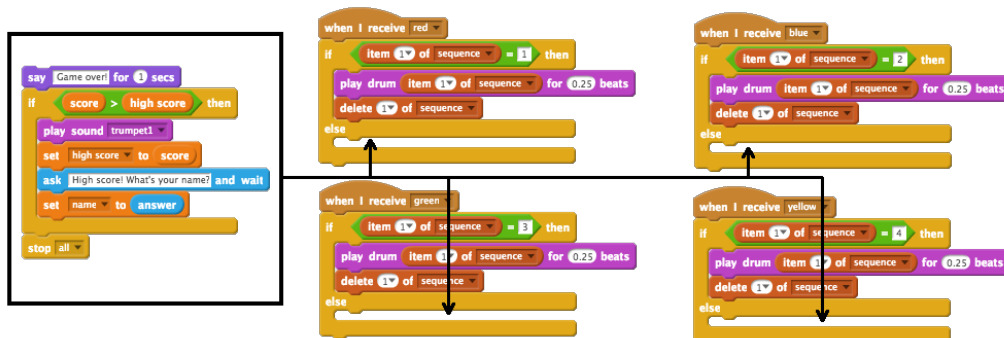 say Game over! for 1 secs
if score > high score then
play sound trumpet1
set high score to score
ask High score! What's your name? and wait
set name to answer
stop all
when I receive red
if item 1 of sequence = 1 then
play drum item 1 of sequence for 0.25 beats
delete 1 of sequence
else
when I receive blue
if item 1 of sequence = 2 then
play drum item 1 of sequence for 0.25 beats
delete 1 of sequence
else
when I receive green
if item 1 of sequence = 3 then
play drum item 1 of sequence for 0.25 beats
delete 1 of sequence
else
when I receive yellow
if item 1 of sequence = 4 then
play drum item 1 of sequence for 0.25 beats
delete 1 of sequence
else